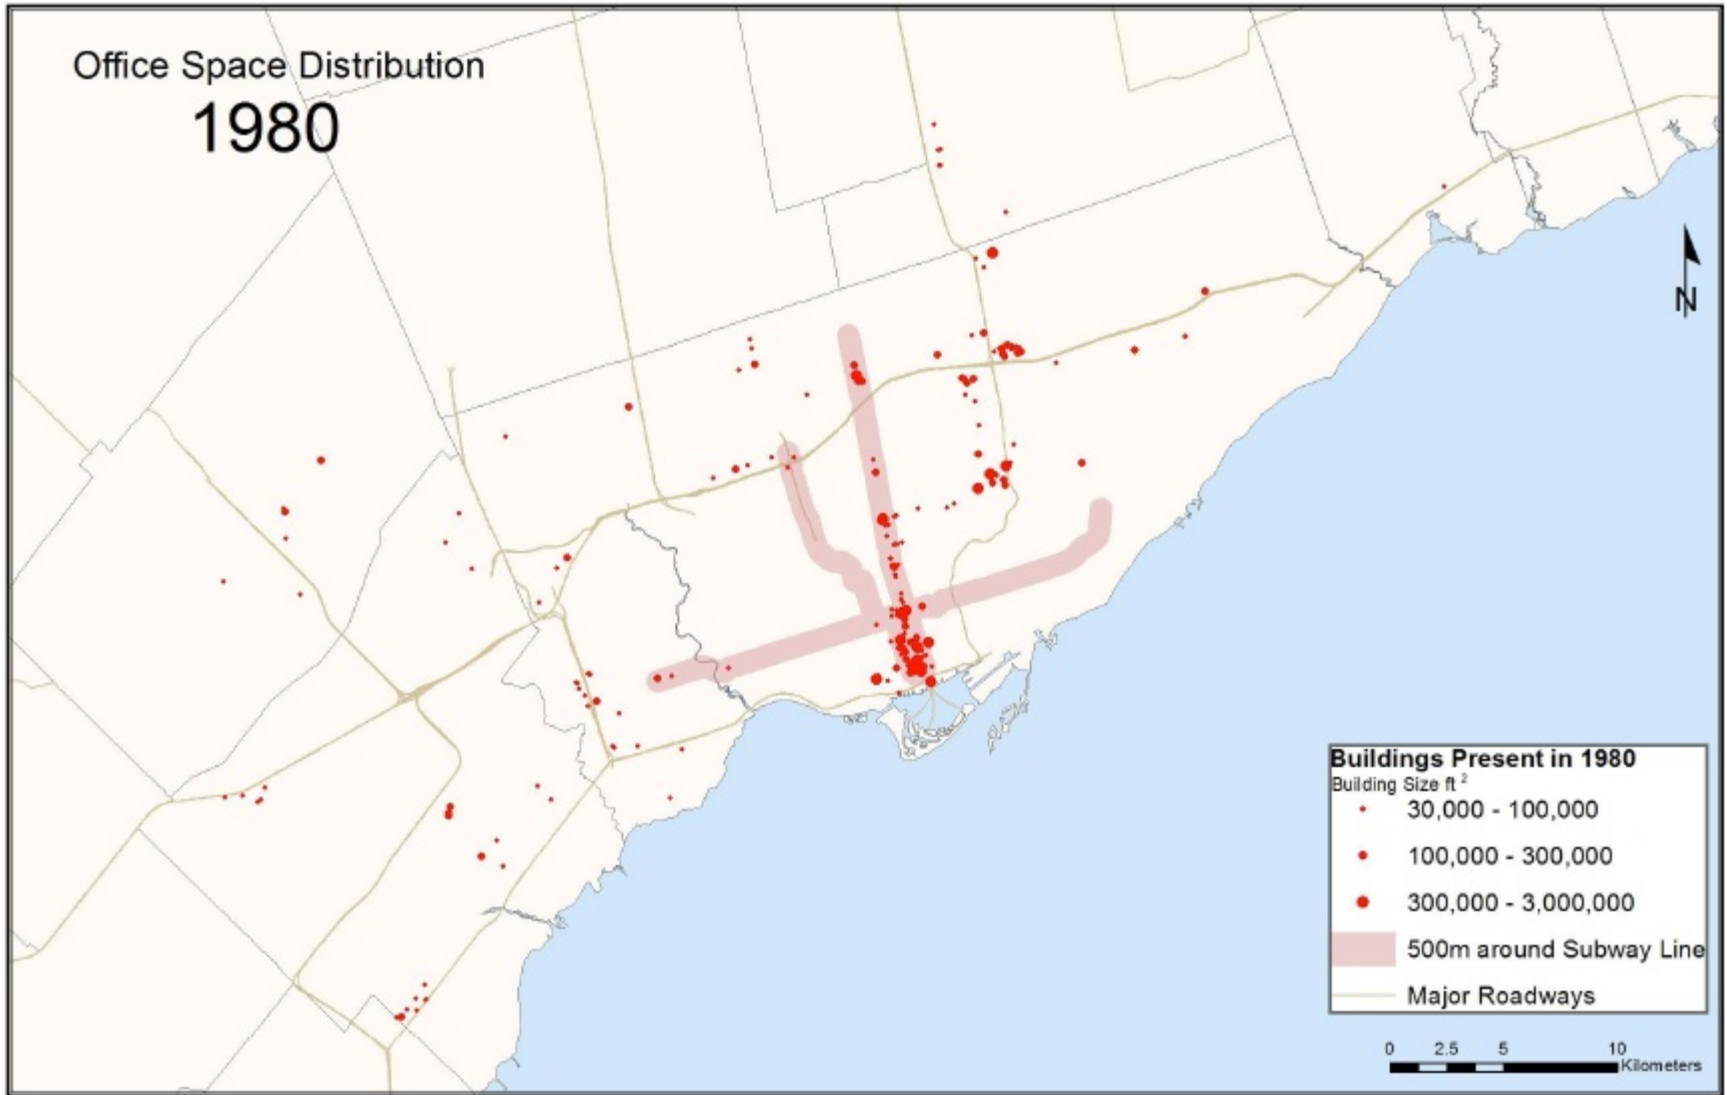 Office Space Distribution
1980
N
Buildings Present in 1980
Building Size ft ²
30,000 - 100,000
100,000 - 300,000
300,000 - 3,000,000
500m around Subway Line
Major Roadways
0 2.5 5 10
Kilometers